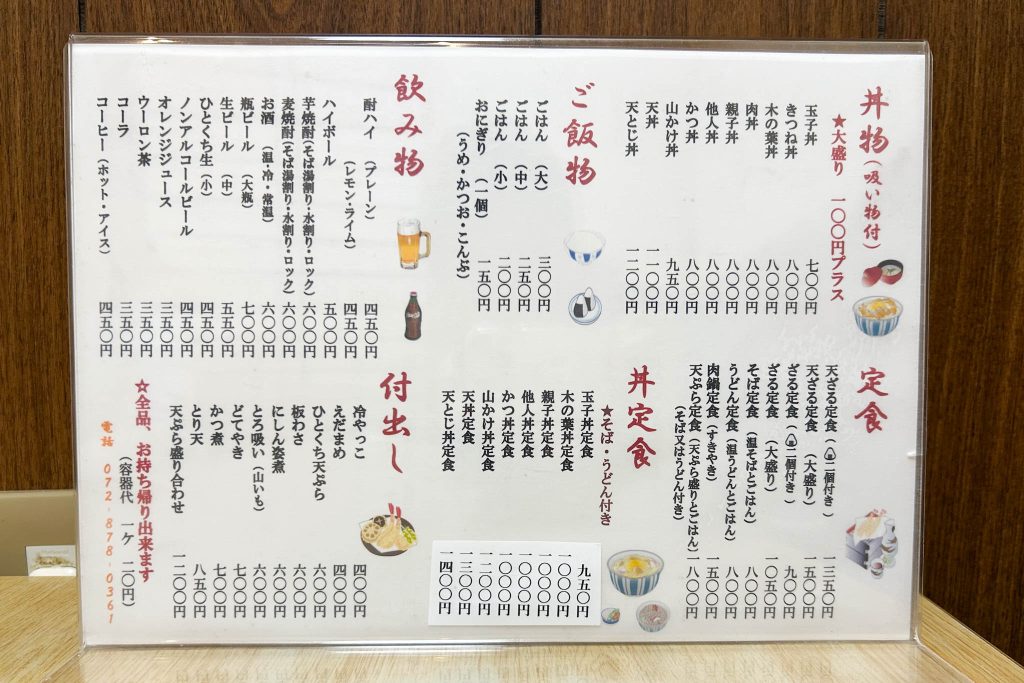 丼物(吸い物付)
★大盛り 一〇〇円プラス
玉子丼 七〇〇円
きつね丼 八〇〇円
木の葉丼 八〇〇円
肉丼 八〇〇円
親子丼 八〇〇円
他人丼 八〇〇円
かつ丼 八〇〇円
山かけ丼 九五〇円
天丼 一一〇〇円
天とじ丼 一二〇〇円
ご飯物
ごはん(大) 三〇〇円
ごはん(中) 二五〇円
ごはん(小) 二〇〇円
おにぎり(一個) 一五〇円
(うめ・かつお・こんぶ)
飲み物
酎ハイ(プレーン) 四五〇円
(レモン・ライム) 四五〇円
ハイボール 五〇〇円
芋焼酎(そば湯割り・水割り・ロック) 六〇〇円
麦焼酎(そば湯割り・水割り・ロック) 六〇〇円
お酒(温・冷・常温) 六〇〇円
瓶ビール(大瓶) 七〇〇円
生ビール(中) 五五〇円
ひとくち生(小) 四五〇円
ノンアルコールビール 四五〇円
オレンジジュース 三五〇円
ウーロン茶 三五〇円
コーラ 三五〇円
コーヒー(ホット・アイス) 四五〇円
定食
天ざる定食(二個付き) 一三五〇円
天ざる定食(大盛り) 一五〇〇円
ざる定食(二個付き) 九〇〇円
ざる定食(大盛り) 一〇五〇円
そば定食(温そばとごはん) 八〇〇円
うどん定食(温うどんとごはん) 八〇〇円
肉鍋定食(すきやき) 一五〇〇円
天ぷら定食(天ぷら盛りとごはん) 一八〇〇円
(そば又はうどん付き)
丼定食
★そば・うどん付き
玉子丼定食 九五〇円
木の葉丼定食 一〇〇〇円
親子丼定食 一〇〇〇円
他人丼定食 一〇〇〇円
かつ丼定食 一〇〇〇円
山かけ丼定食 一二〇〇円
天丼定食 一三〇〇円
天とじ丼定食 一四〇〇円
付出し
冷やっこ 四〇〇円
えだまめ 四〇〇円
ひとくち天ぷら 六〇〇円
板わさ 六〇〇円
にしん姿煮 六〇〇円
とろ吸い(山いも) 六〇〇円
どてやき 七〇〇円
かつ煮 七〇〇円
とり天 八五〇円
天ぷら盛り合わせ 一二〇〇円
☆全品、お持ち帰り出来ます
(容器代 一ケ 二〇円)
電話 072-878-0361